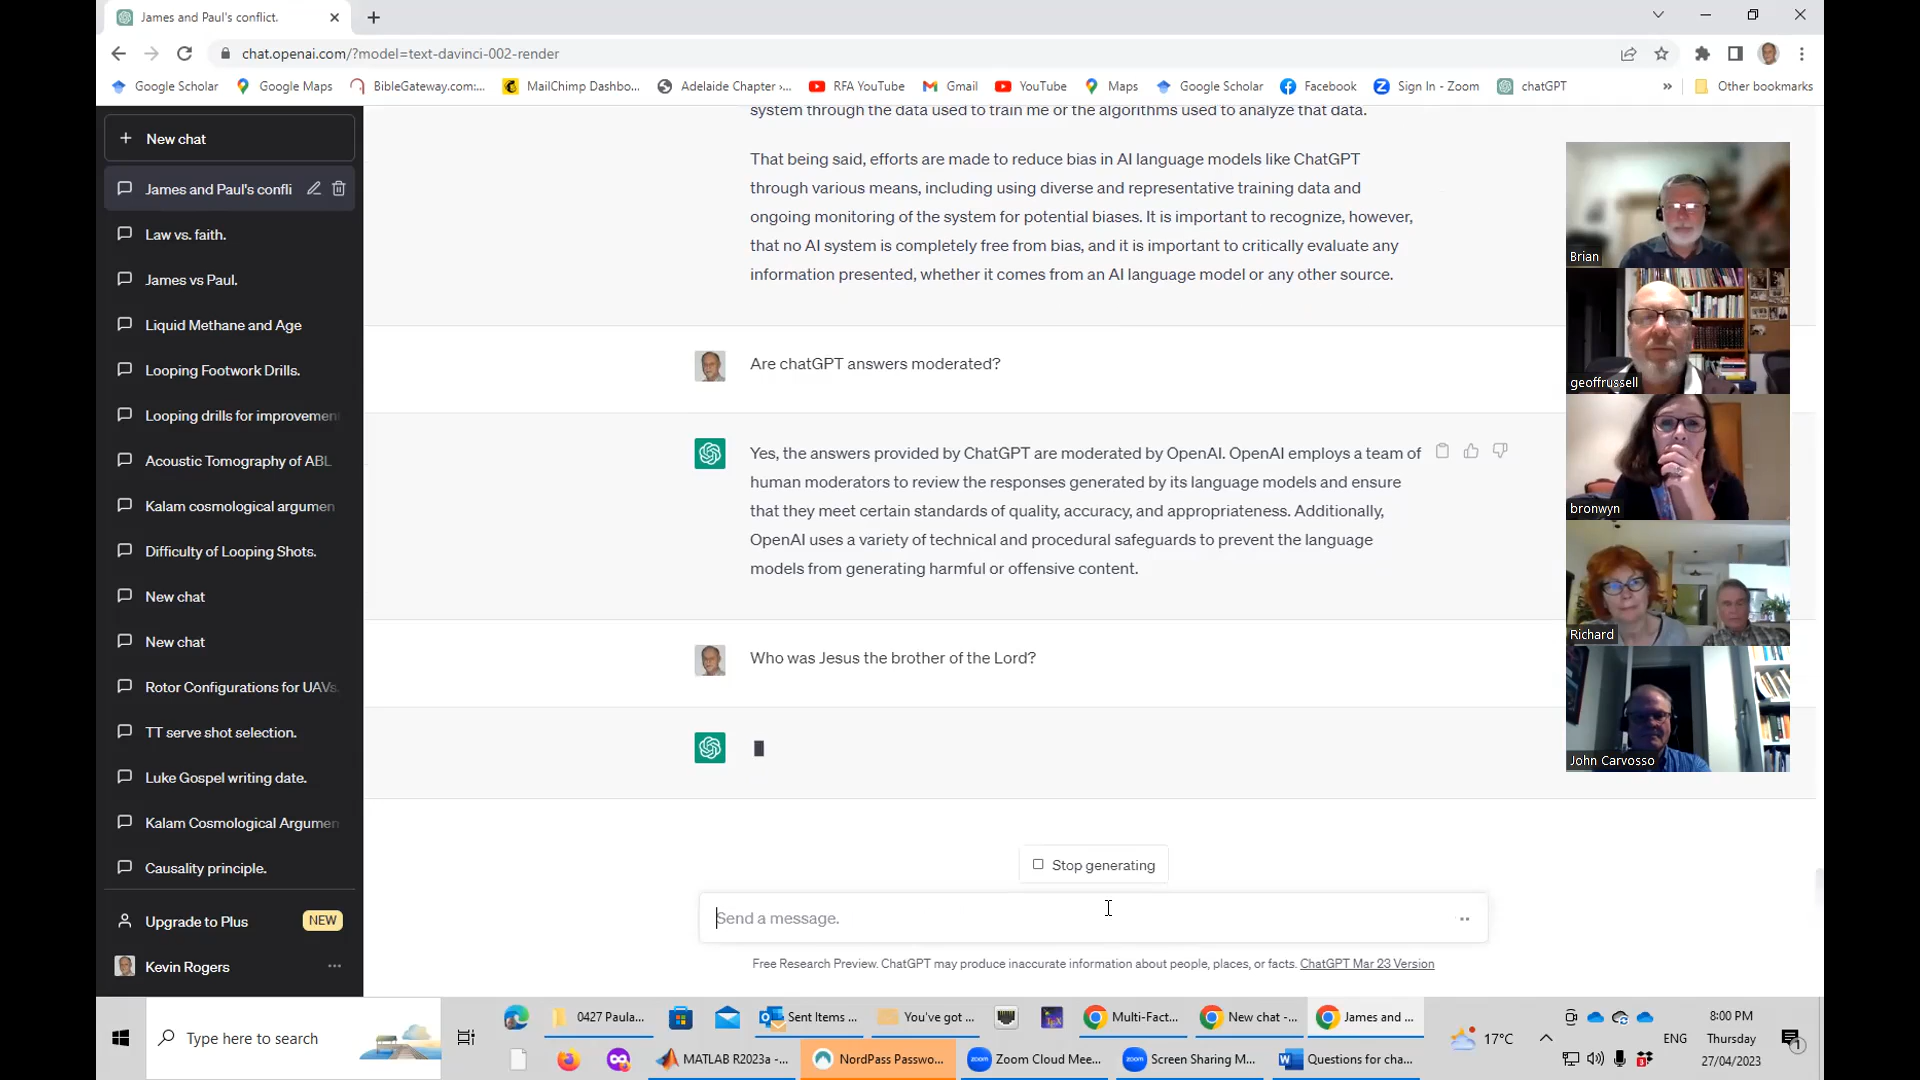 James and Paul's conflict.
chat.openai.com/?model=text-davinci-002-render
Google Scholar
Google Maps
BibleGateway.com:...
MailChimp Dashbo...
Adelaide Chapter ›...
RFA YouTube
Gmail
YouTube
Maps
Google Scholar
Facebook
Sign In - Zoom
chatGPT
»
Other bookmarks
+ New chat
James and Paul's confli
Law vs. faith.
James vs Paul.
Liquid Methane and Age
Looping Footwork Drills.
Looping drills for improvemen
Acoustic Tomography of ABL
Kalam cosmological argumen
Difficulty of Looping Shots.
New chat
New chat
Rotor Configurations for UAVs.
TT serve shot selection.
Luke Gospel writing date.
Kalam Cosmological Argumen
Causality principle.
Upgrade to Plus
NEW
Kevin Rogers
system through the data used to train me or the algorithms used to analyze that data.
That being said, efforts are made to reduce bias in AI language models like ChatGPT
through various means, including using diverse and representative training data and
ongoing monitoring of the system for potential biases. It is important to recognize, however,
that no AI system is completely free from bias, and it is important to critically evaluate any
information presented, whether it comes from an AI language model or any other source.
Are chatGPT answers moderated?
Yes, the answers provided by ChatGPT are moderated by OpenAI. OpenAI employs a team of
human moderators to review the responses generated by its language models and ensure
that they meet certain standards of quality, accuracy, and appropriateness. Additionally,
OpenAI uses a variety of technical and procedural safeguards to prevent the language
models from generating harmful or offensive content.
Who was Jesus the brother of the Lord?
Stop generating
Send a message.
Free Research Preview. ChatGPT may produce inaccurate information about people, places, or facts. ChatGPT Mar 23 Version
Brian
geoffrussell
bronwyn
Richard
John Carvosso
Type here to search
0427 Paula...
Sent Items ...
You've got ...
Multi-Fact...
New chat -...
James and ...
MATLAB R2023a -...
NordPass Passwo...
Zoom Cloud Mee...
Screen Sharing M...
Questions for cha...
17°C
ENG
8:00 PM
Thursday
27/04/2023
1